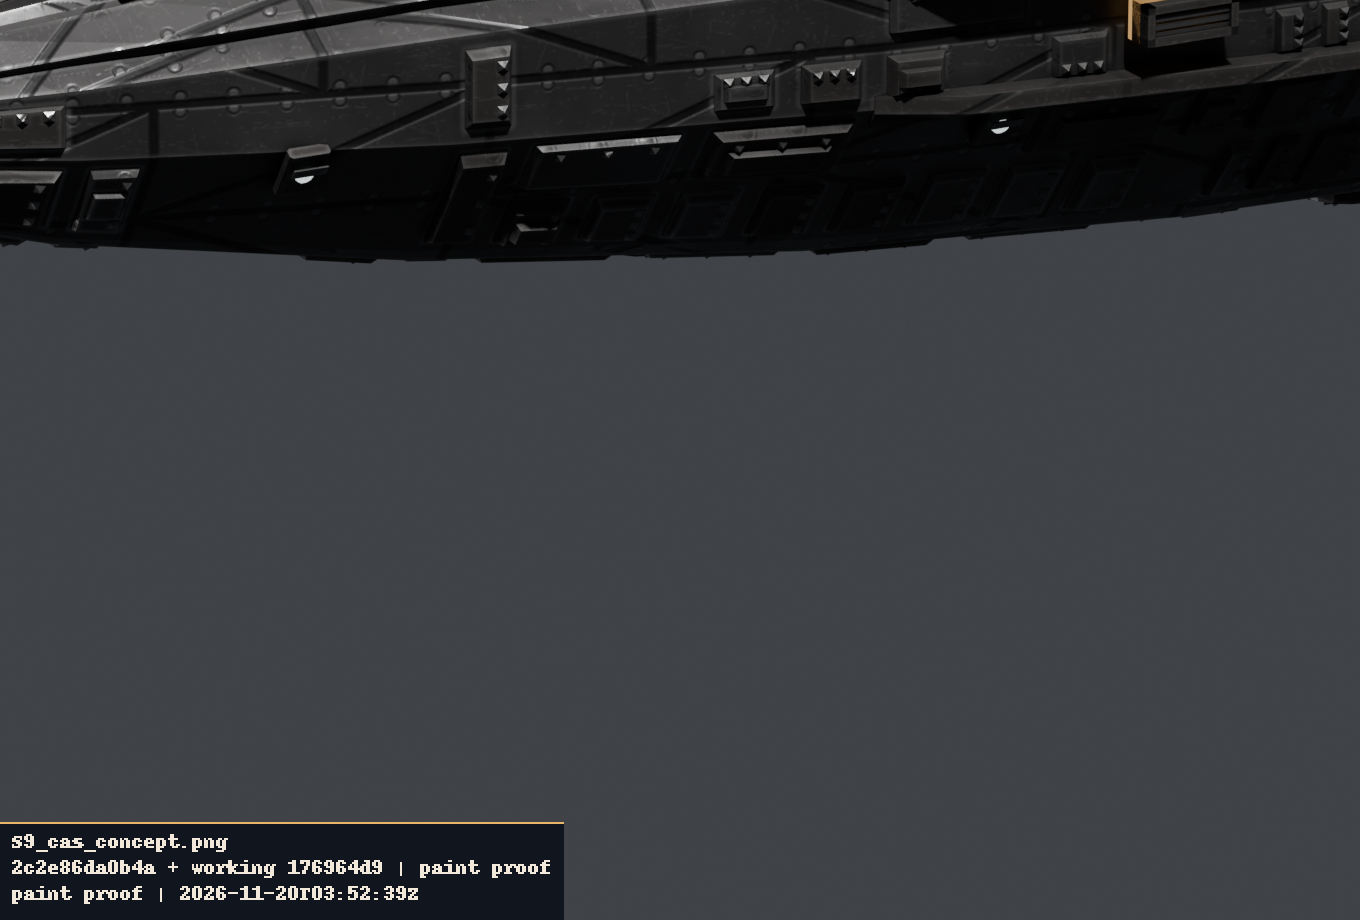 S9_cas_concept.png
2c2e86da0b4a + working 176964d9 | paint proof
paint proof | 2026-11-20T03:52:39Z